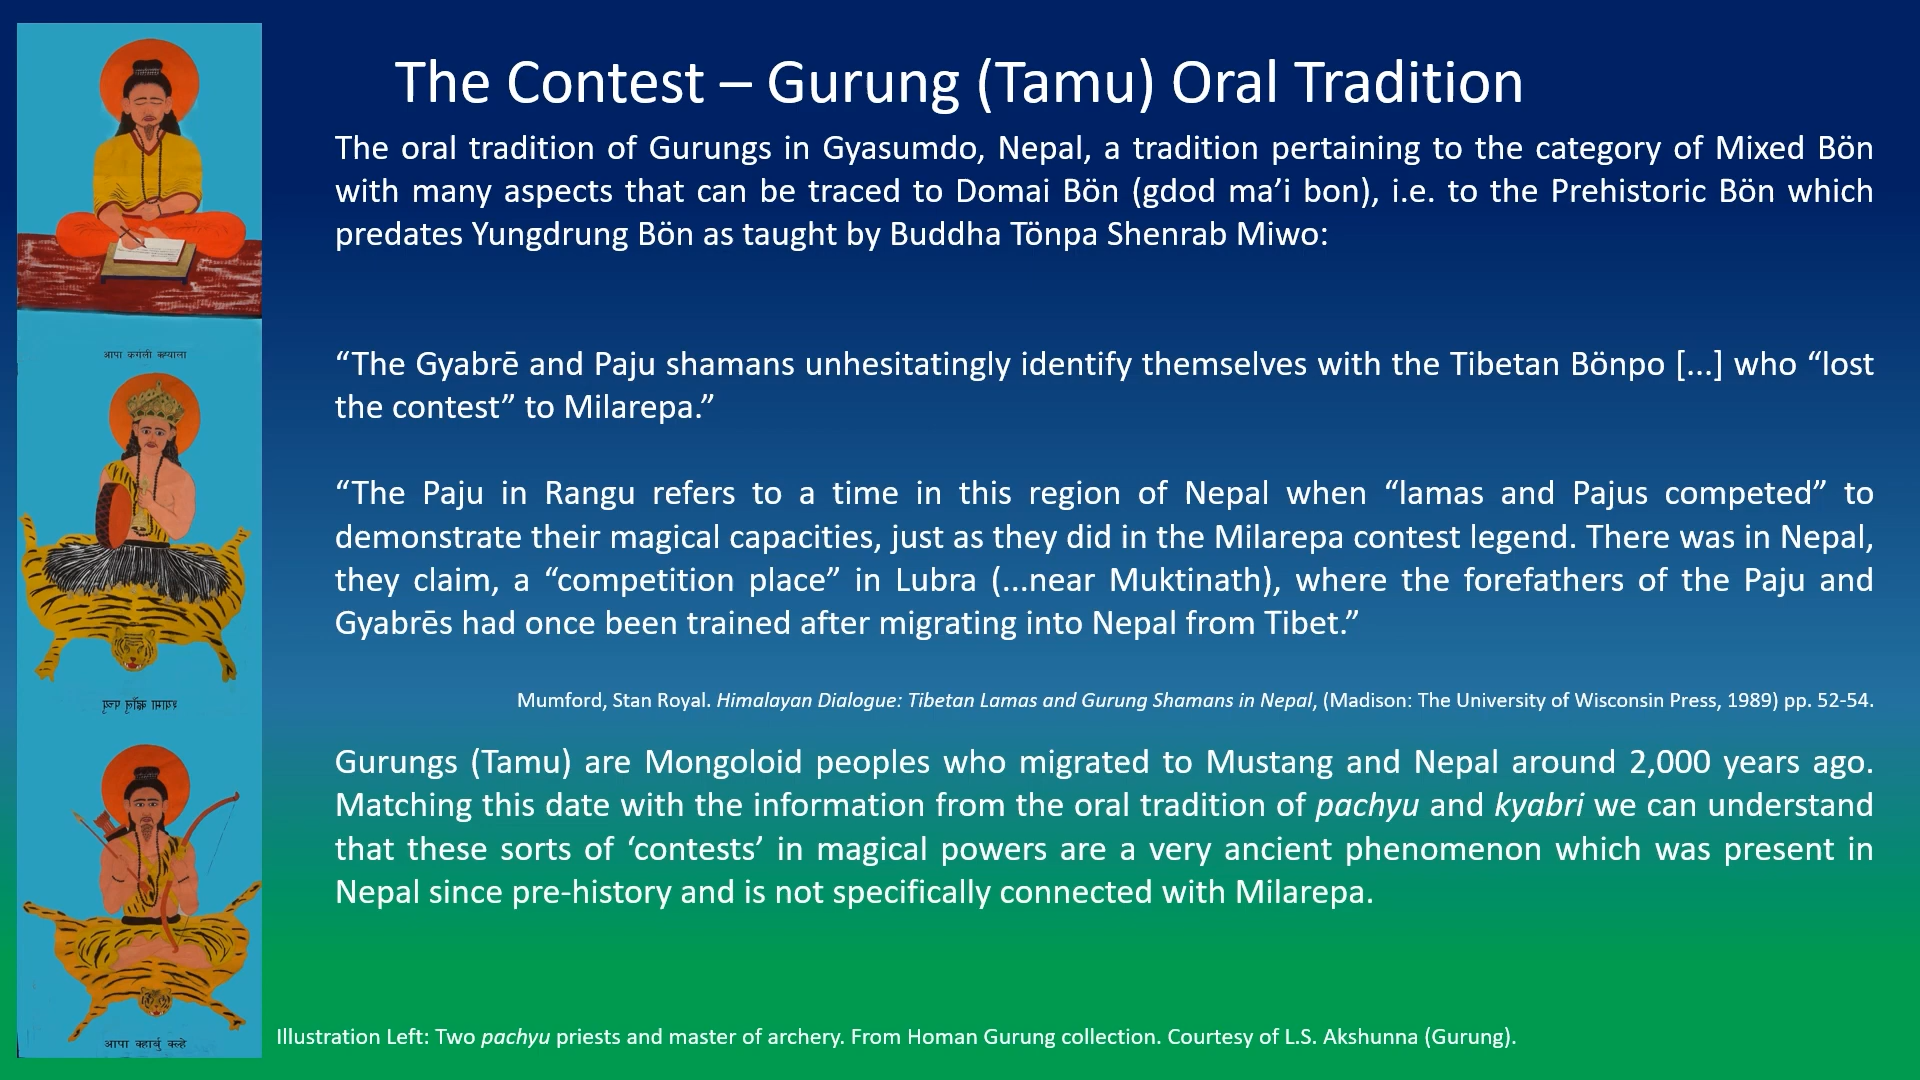 The Contest – Gurung (Tamu) Oral Tradition
The oral tradition of Gurungs in Gyasumdo, Nepal, a tradition pertaining to the category of Mixed Bön
with many aspects that can be traced to Domai Bön (gdod ma’i bon), i.e. to the Prehistoric Bön which
predates Yungdrung Bön as taught by Buddha Tönpa Shenrab Miwo:
“The Gyabrē and Paju shamans unhesitatingly identify themselves with the Tibetan Bönpo [...] who “lost
the contest” to Milarepa.”
“The Paju in Rangu refers to a time in this region of Nepal when “lamas and Pajus competed” to
demonstrate their magical capacities, just as they did in the Milarepa contest legend. There was in Nepal,
they claim, a “competition place” in Lubra (...near Muktinath), where the forefathers of the Paju and
Gyabrēs had once been trained after migrating into Nepal from Tibet.”
Mumford, Stan Royal. Himalayan Dialogue: Tibetan Lamas and Gurung Shamans in Nepal, (Madison: The University of Wisconsin Press, 1989) pp. 52-54.
Gurungs (Tamu) are Mongoloid peoples who migrated to Mustang and Nepal around 2,000 years ago.
Matching this date with the information from the oral tradition of pachyu and kyabri we can understand
that these sorts of ‘contests’ in magical powers are a very ancient phenomenon which was present in
Nepal since pre-history and is not specifically connected with Milarepa.
Illustration Left: Two pachyu priests and master of archery. From Homan Gurung collection. Courtesy of L.S. Akshunna (Gurung).
आपा
आपा